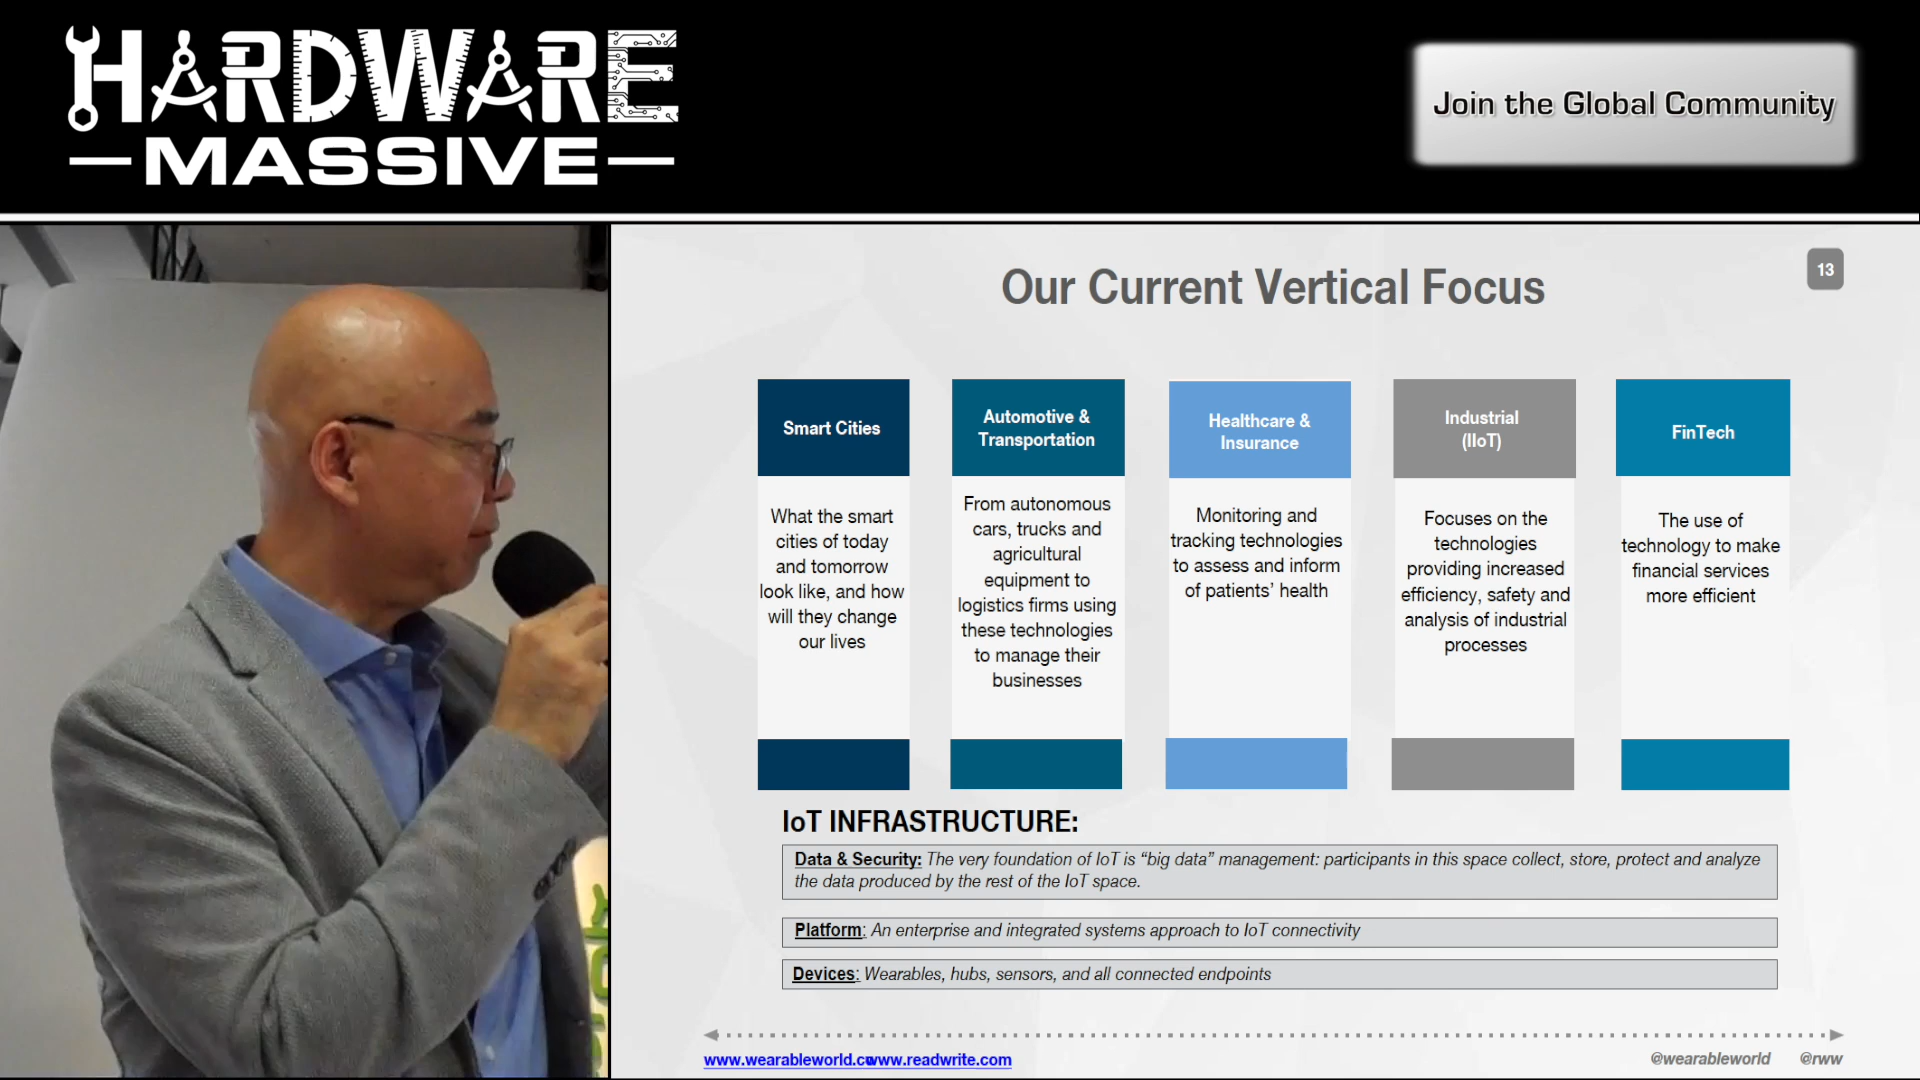 HARDWARE
MASSIVE
Join the Global Community
13
Our Current Vertical Focus
Smart Cities
What the smart
cities of today
and tomorrow
look like, and how
will they change
our lives
Automotive &
Transportation
From autonomous
cars, trucks and
agricultural
equipment to
logistics firms using
these technologies
to manage their
businesses
Healthcare &
Insurance
Monitoring and
tracking technologies
to assess and inform
of patients’ health
Industrial
(IIoT)
Focuses on the
technologies
providing increased
efficiency, safety and
analysis of industrial
processes
FinTech
The use of
technology to make
financial services
more efficient
IoT INFRASTRUCTURE:
Data & Security: The very foundation of IoT is “big data” management: participants in this space collect, store, protect and analyze
the data produced by the rest of the IoT space.
Platform: An enterprise and integrated systems approach to IoT connectivity
Devices: Wearables, hubs, sensors, and all connected endpoints
www.readwrite.com
@wearableworld @rww